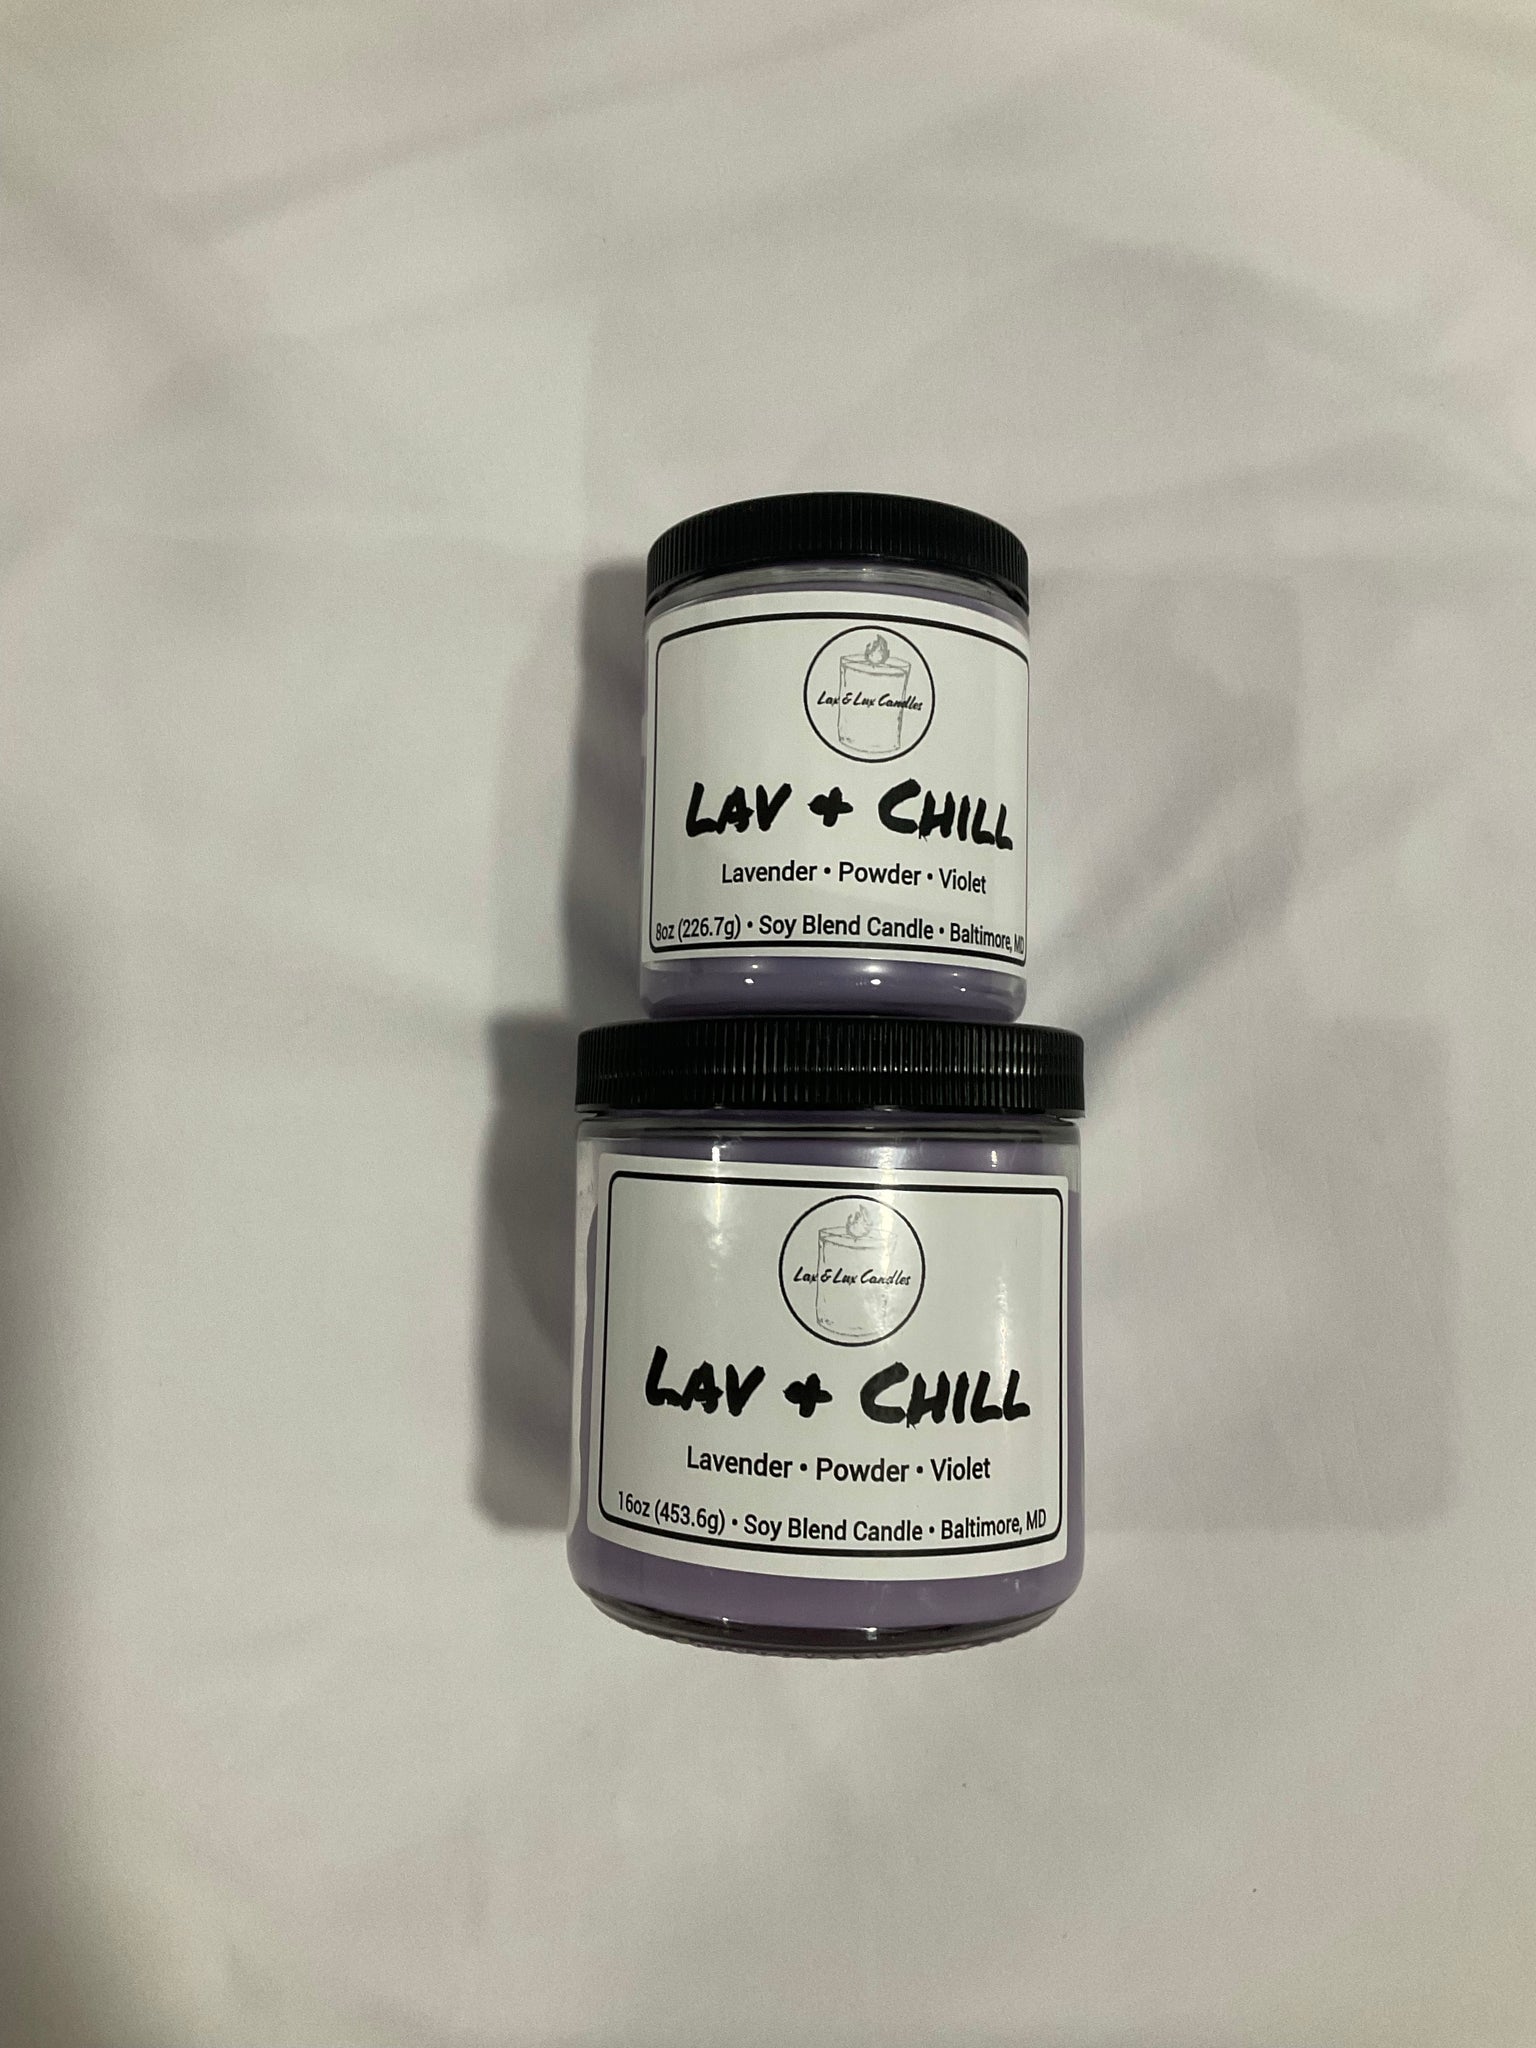 Lax & Lux Candles
LAV + CHILL
Lavender • Powder • Violet
8oz (226.7g) • Soy Blend Candle • Baltimore, MD
Lax & Lux Candles
LAV + CHILL
Lavender • Powder • Violet
16oz (453.6g) • Soy Blend Candle • Baltimore, MD